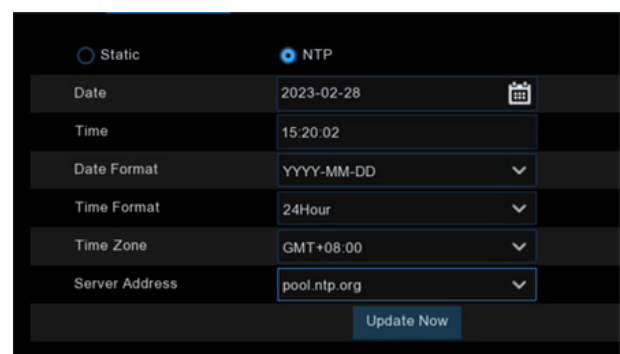 Static NTP
Date 2023-02-28
Time 15:20:02
Date Format YYYY-MM-DD
Time Format 24Hour
Time Zone GMT+08:00
Server Address pool.ntp.org
Update Now